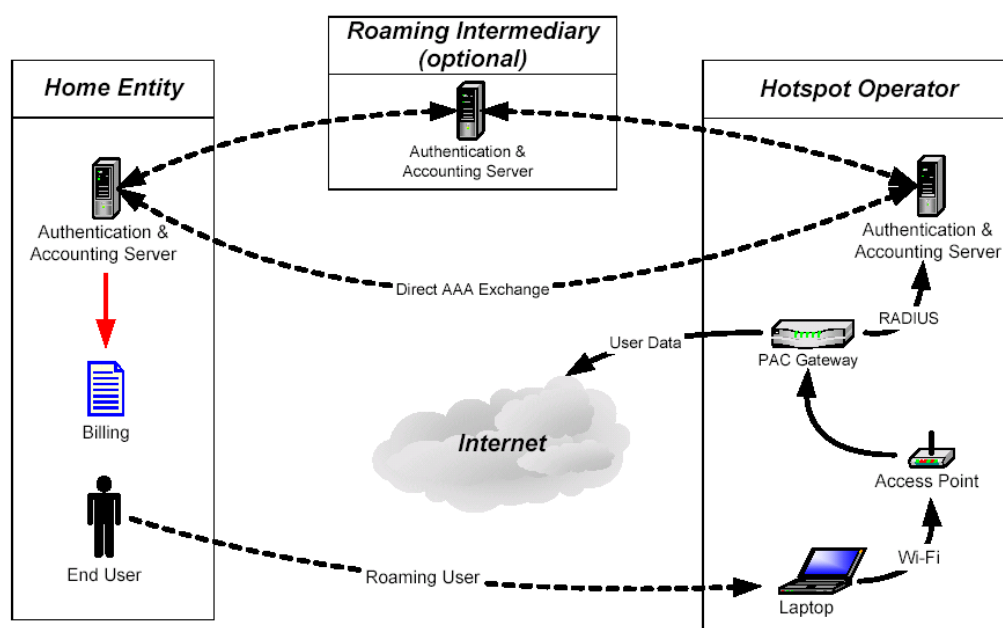 Roaming Intermediary
(optional)
Home Entity
Hotspot Operator
Authentication &
Accounting Server
Authentication &
Accounting Server
Authentication &
Accounting Server
Direct AAA Exchange
RADIUS
User Data
PAC Gateway
Billing
Internet
Access Point
Wi-Fi
End User
Roaming User
Laptop